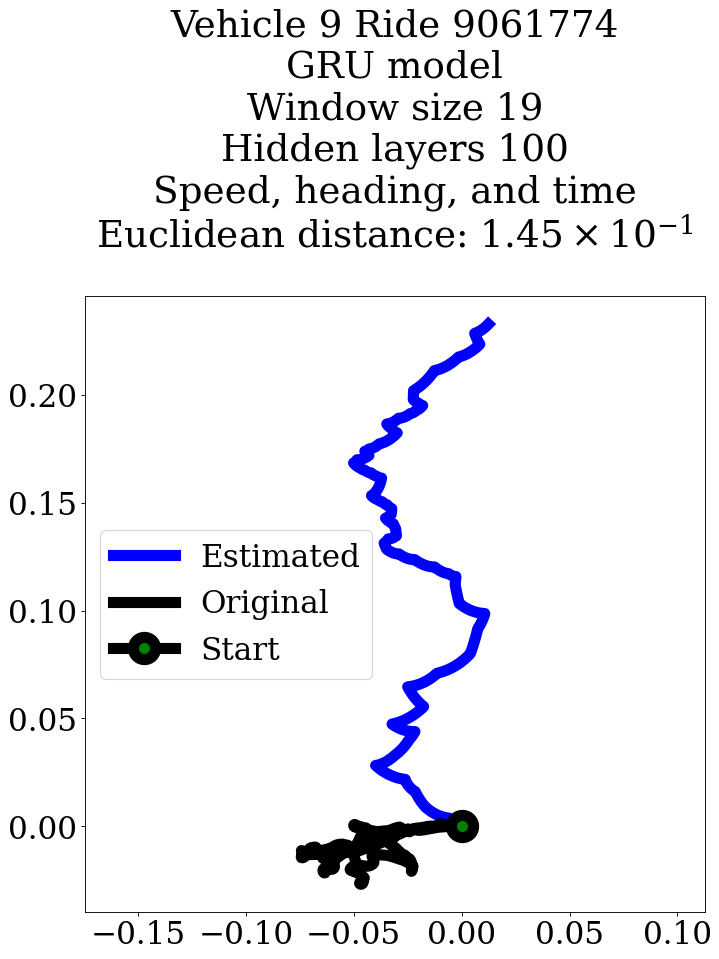 Vehicle 9 Ride 9061774
GRU model
Window size 19
Hidden layers 100
Speed, heading, and time
Euclidean distance: 1.45 × 10⁻¹
0.20
0.15
0.10
0.05
0.00
Estimated
Original
Start
−0.15 −0.10 −0.05 0.00 0.05 0.10